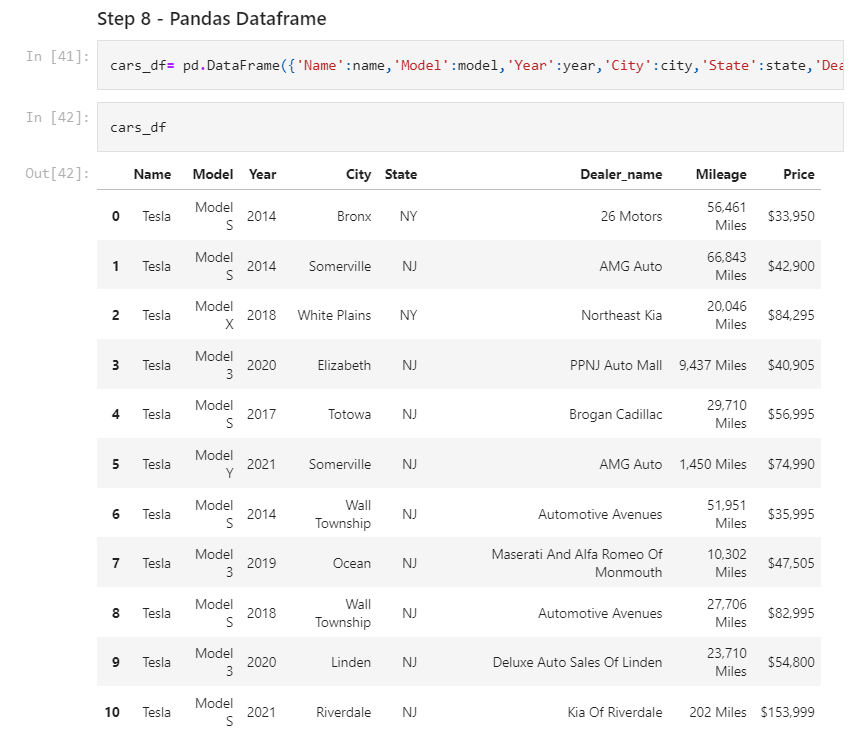 Step 8 - Pandas Dataframe
In [41]: cars_df= pd.DataFrame({'Name':name,'Model':model,'Year':year,'City':city,'State':state,'Dea
In [42]: cars_df
Out[42]: Name Model Year City State Dealer_name Mileage Price
0 Tesla Model S 2014 Bronx NY 26 Motors 56,461 Miles $33,950
1 Tesla Model S 2014 Somerville NJ AMG Auto 66,843 Miles $42,900
2 Tesla Model X 2018 White Plains NY Northeast Kia 20,046 Miles $84,295
3 Tesla Model 3 2020 Elizabeth NJ PPNJ Auto Mall 9,437 Miles $40,905
4 Tesla Model S 2017 Totowa NJ Brogan Cadillac 29,710 Miles $56,995
5 Tesla Model Y 2021 Somerville NJ AMG Auto 1,450 Miles $74,990
6 Tesla Model S 2014 Wall Township NJ Automotive Avenues 51,951 Miles $35,995
7 Tesla Model 3 2019 Ocean NJ Maserati And Alfa Romeo Of Monmouth 10,302 Miles $47,505
8 Tesla Model S 2018 Wall Township NJ Automotive Avenues 27,706 Miles $82,995
9 Tesla Model 3 2020 Linden NJ Deluxe Auto Sales Of Linden 23,710 Miles $54,800
10 Tesla Model S 2021 Riverdale NJ Kia Of Riverdale 202 Miles $153,999